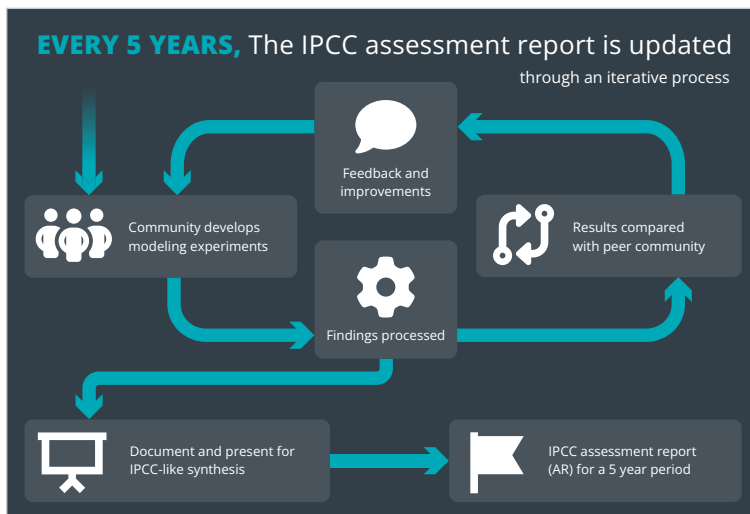 EVERY 5 YEARS, The IPCC assessment report is updated
through an iterative process
Feedback and
improvements
Community develops
modeling experiments
Results compared
with peer community
Findings processed
Document and present for
IPCC-like synthesis
IPCC assessment report
(AR) for a 5 year period